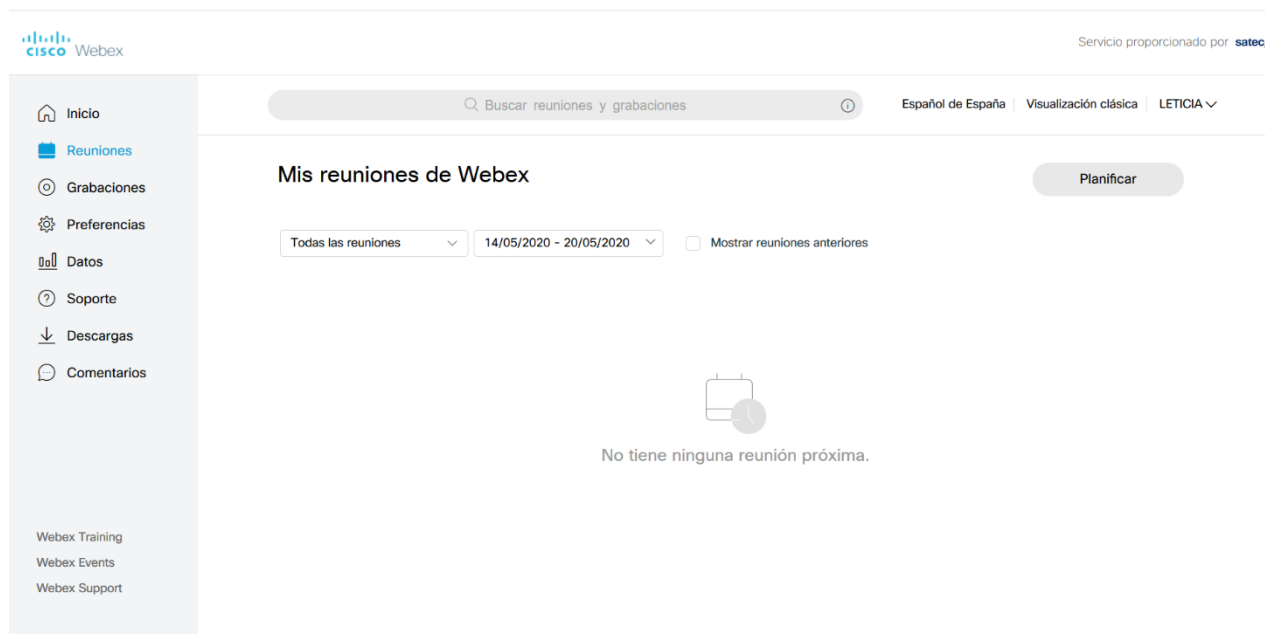 cisco Webex
Servicio proporcionado por satec
Inicio
Reuniones
Grabaciones
Preferencias
Datos
Soporte
Descargas
Comentarios
Webex Training
Webex Events
Webex Support
Buscar reuniones y grabaciones
Español de España
Visualización clásica
LETICIA
Mis reuniones de Webex
Planificar
Todas las reuniones
14/05/2020 - 20/05/2020
Mostrar reuniones anteriores
No tiene ninguna reunión próxima.